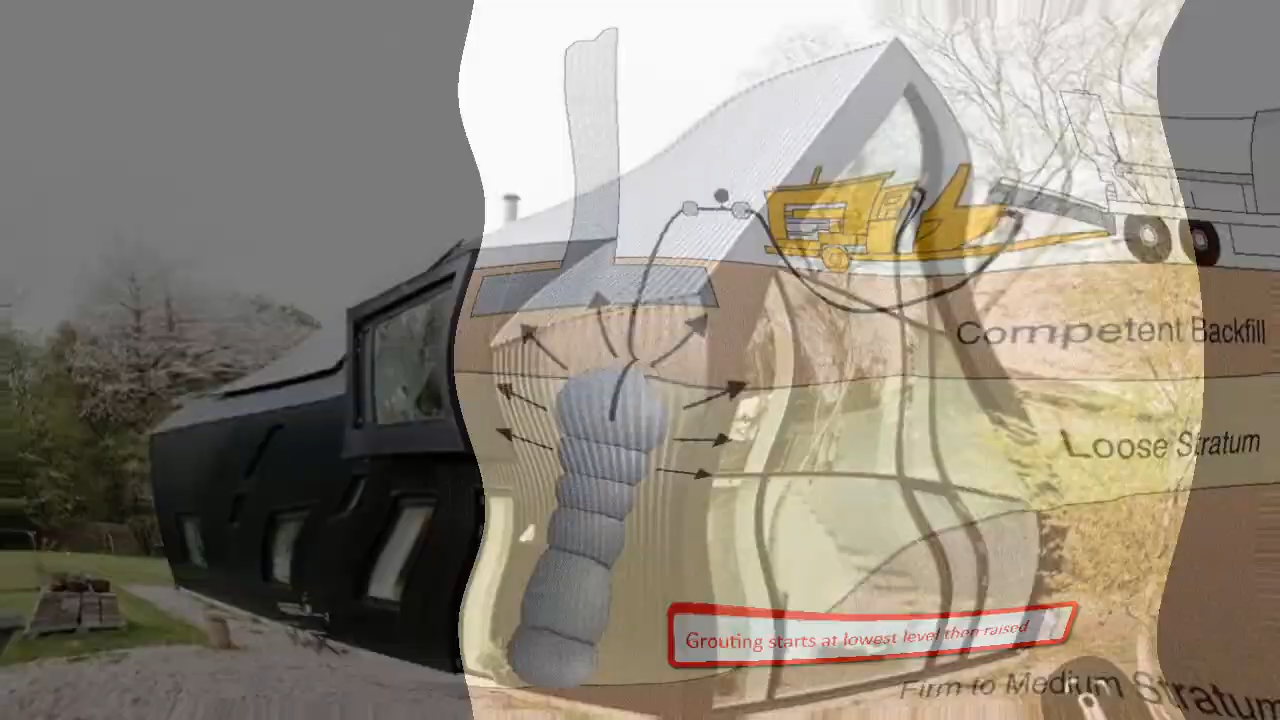 Competent Backfill
Loose Stratum
Grouting starts at lowest level then raised
Firm to Medium Stratum